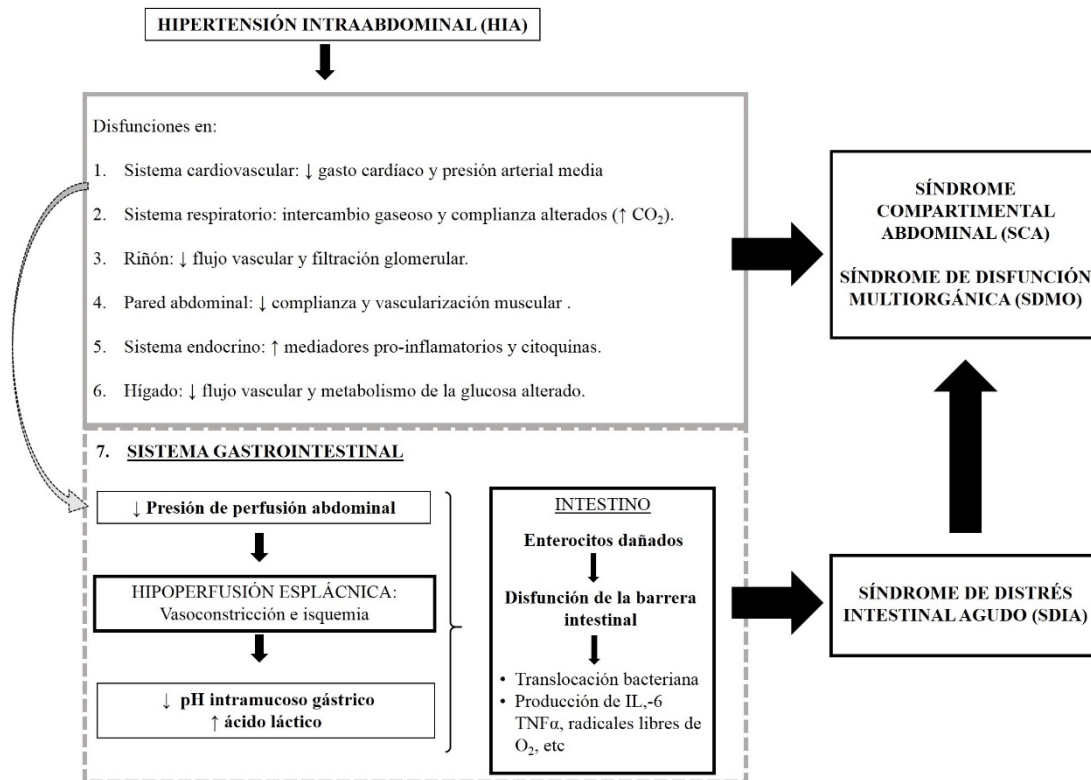 HIPERTENSIÓN INTRAABDOMINAL (HIA)
Disfunciones en:
1. Sistema cardiovascular: ↓ gasto cardíaco y presión arterial media
2. Sistema respiratorio: intercambio gaseoso y complianza alterados (↑ CO₂).
3. Riñón: ↓ flujo vascular y filtración glomerular.
4. Pared abdominal: ↓ complianza y vascularización muscular .
5. Sistema endocrino: ↑ mediadores pro-inflamatorios y citoquinas.
6. Hígado: ↓ flujo vascular y metabolismo de la glucosa alterado.
7. SISTEMA GASTROINTESTINAL
↓ Presión de perfusión abdominal
HIPOPERFUSIÓN ESPLÁCNICA:
Vasoconstricción e isquemia
↓ pH intramucoso gástrico
↑ ácido láctico
INTESTINO
Enterocitos dañados
Disfunción de la barrera
intestinal
• Translocación bacteriana
• Producción de IL,-6
TNFα, radicales libres de
O₂, etc
SÍNDROME
COMPARTIMENTAL
ABDOMINAL (SCA)
SÍNDROME DE DISFUNCIÓN
MULTIORGÁNICA (SDMO)
SÍNDROME DE DISTRÉS
INTESTINAL AGUDO (SDIA)